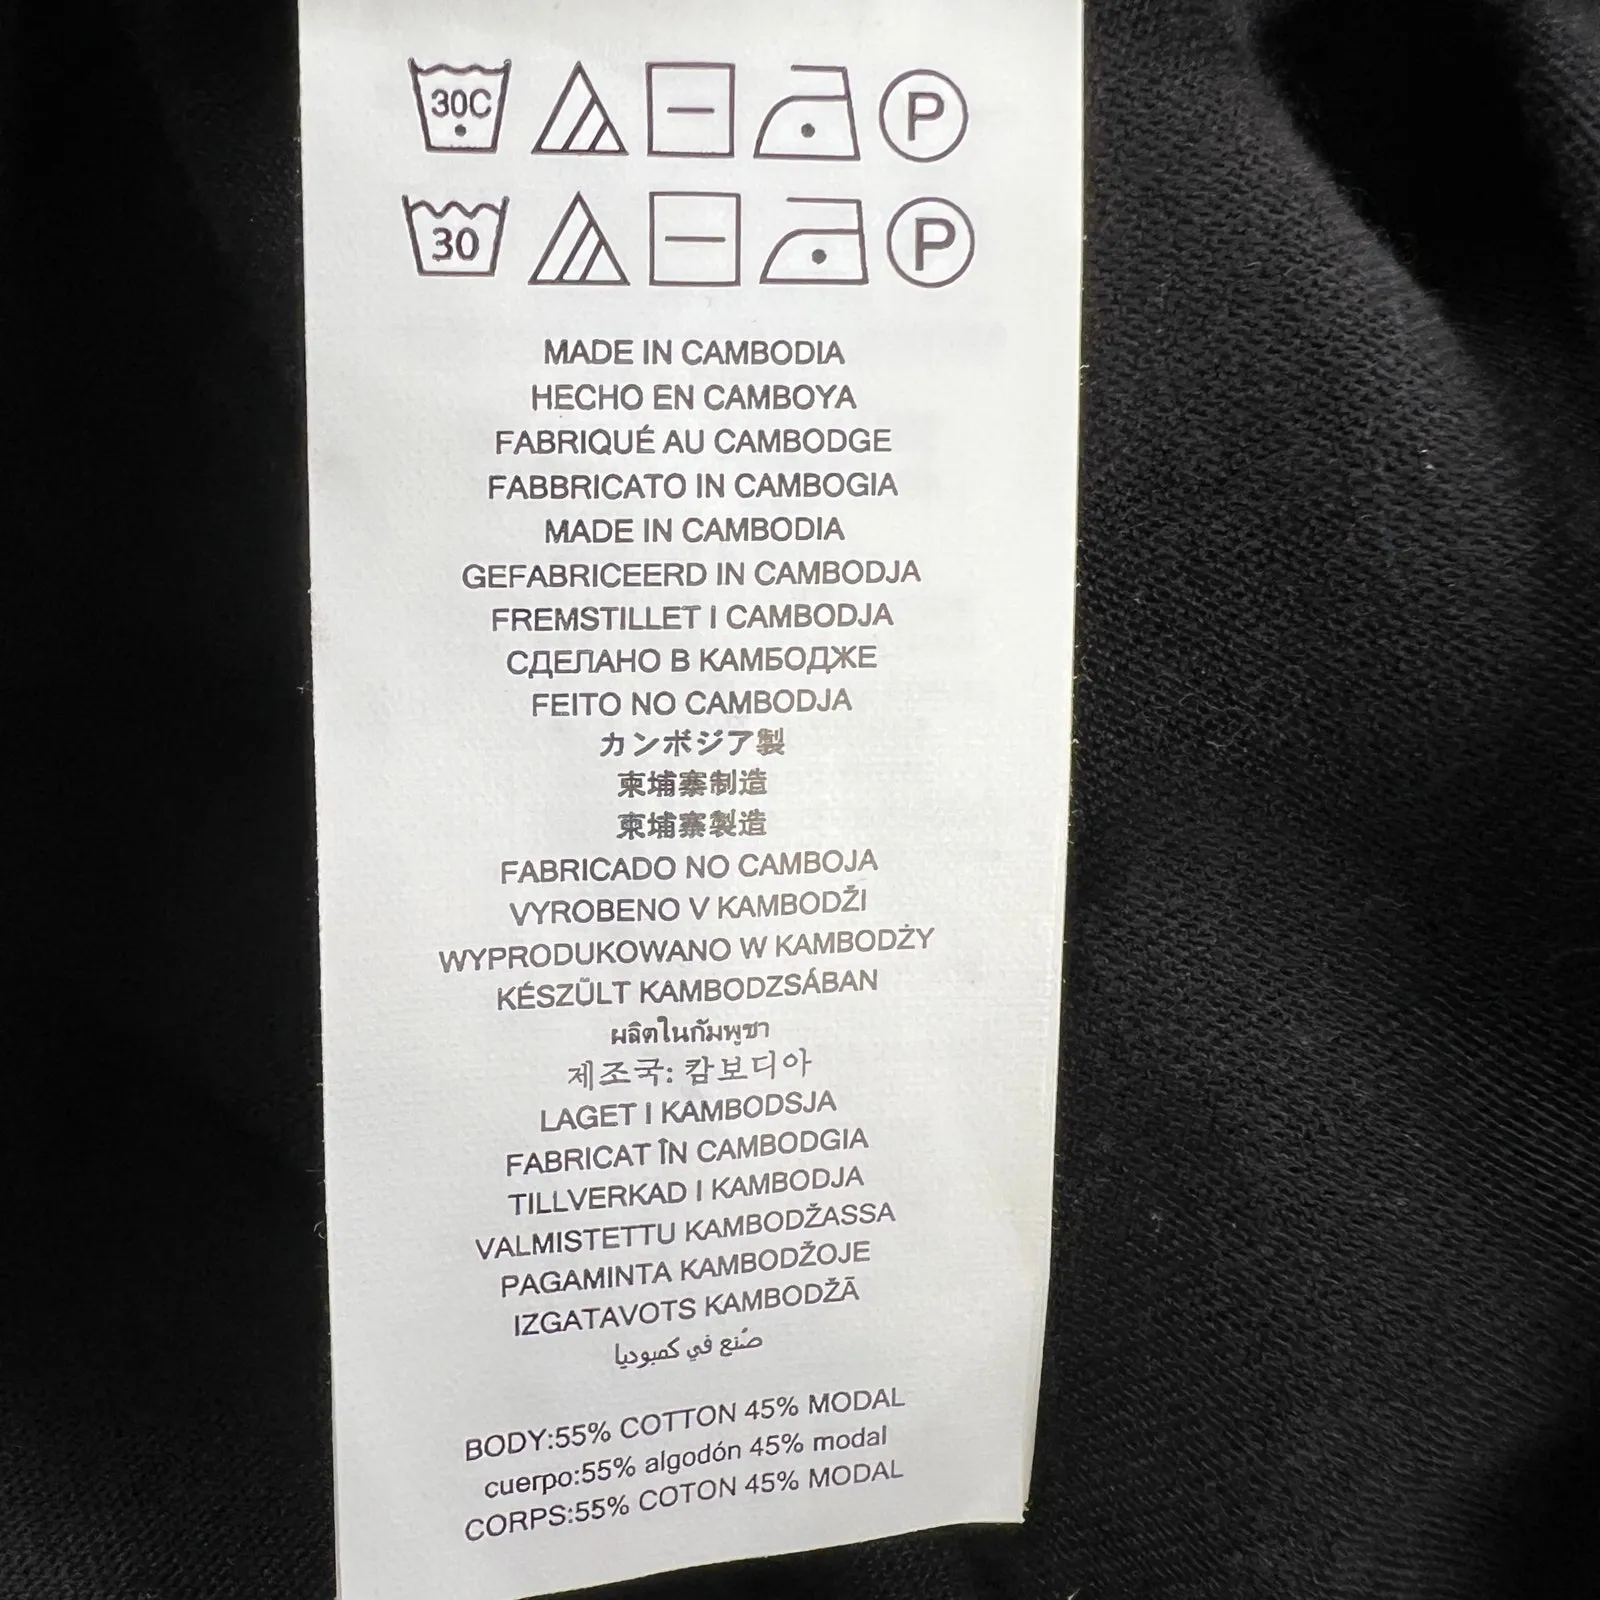 30C P
30 P
MADE IN CAMBODIA
HECHO EN CAMBOYA
FABRIQUÉ AU CAMBODGE
FABBRICATO IN CAMBOGIA
MADE IN CAMBODIA
GEFABRICEERD IN CAMBODJA
FREMSTILLET I CAMBODJA
СДЕЛАНО В КАМБОДЖЕ
FEITO NO CAMBODJA
カンボジア製
柬埔寨制造
柬埔寨製造
FABRICADO NO CAMBOJA
VYROBENO V KAMBODŽI
WYPRODUKOWANO W KAMBODŻY
KÉSZÜLT KAMBODZSÁBAN
ผลิตในกัมพูชา
제조국: 캄보디아
LAGET I KAMBODSJA
FABRICAT ÎN CAMBODGIA
TILLVERKAD I KAMBODJA
VALMISTETTU KAMBODŽASSA
PAGAMINTA KAMBODŽOJE
IZGATAVOTS KAMBODŽĀ
صُنع في كمبوديا
BODY:55% COTTON 45% MODAL
cuerpo:55% algodón 45% modal
CORPS:55% COTON 45% MODAL